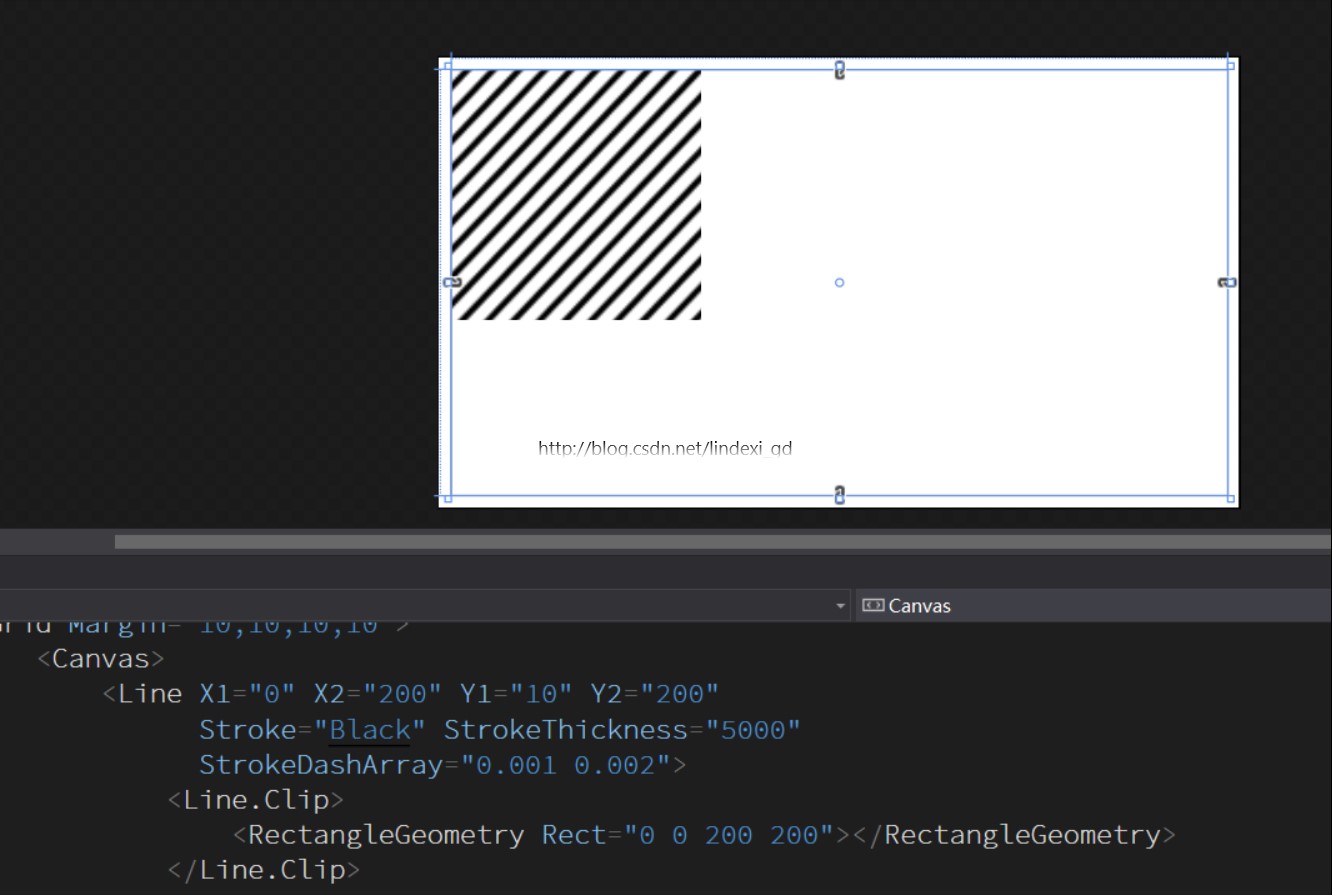 http://blog.csdn.net/lindexi_gd
Canvas
Grid Margin="10,10,10,10">
<Canvas>
<Line X1="0" X2="200" Y1="10" Y2="200"
Stroke="Black" StrokeThickness="5000"
StrokeDashArray="0.001 0.002">
<Line.Clip>
<RectangleGeometry Rect="0 0 200 200"></RectangleGeometry>
</Line.Clip>